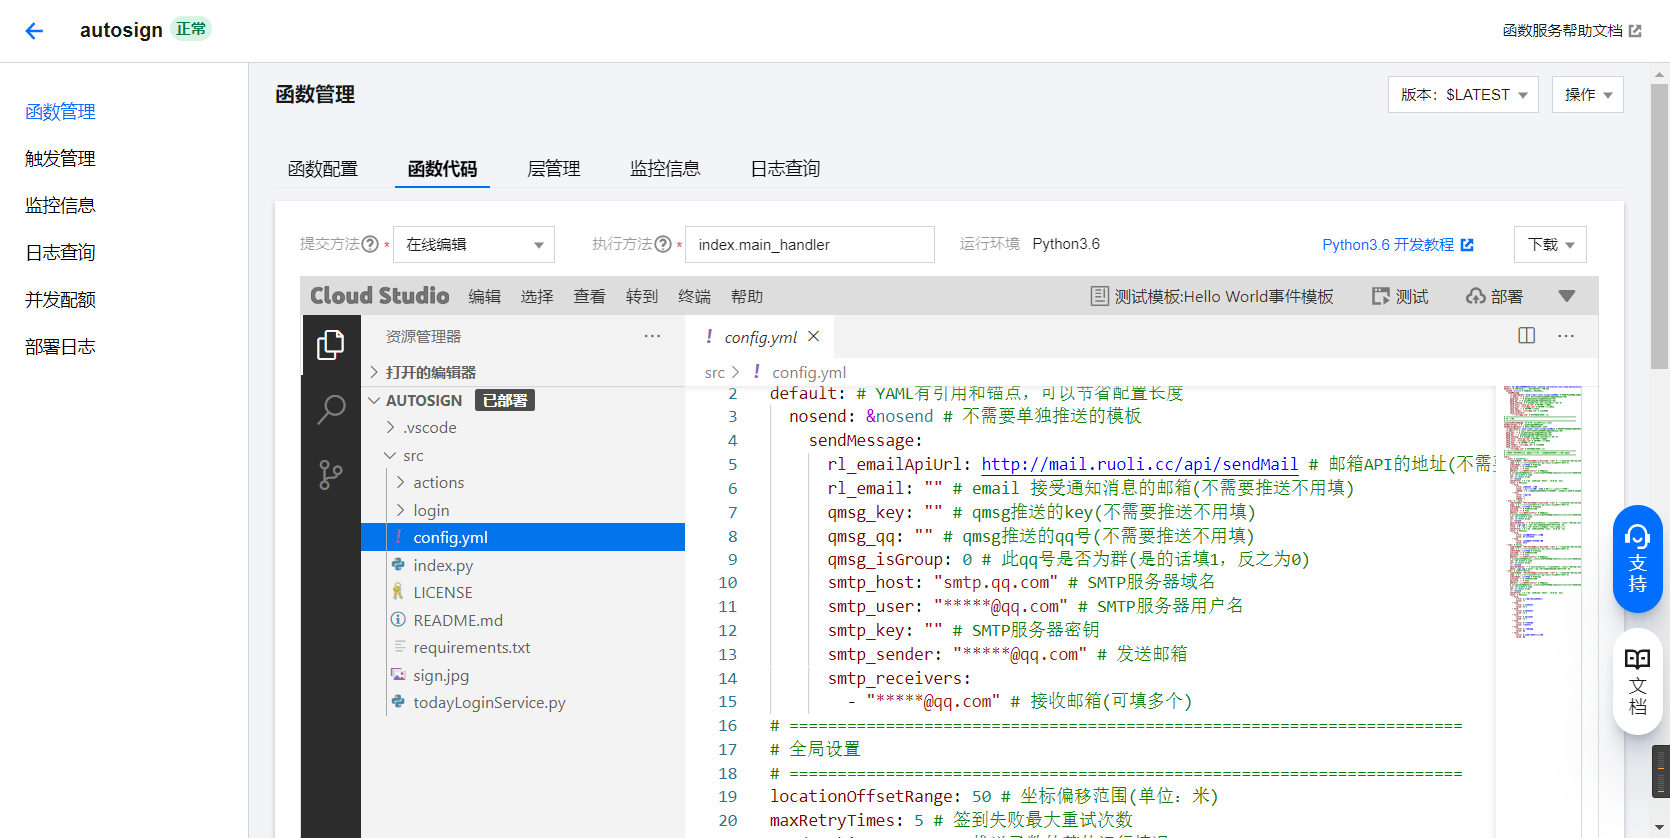 autosign 正常
函数服务帮助文档
函数管理
触发管理
监控信息
日志查询
并发配额
部署日志
函数管理
版本：$LATEST
操作
函数配置 函数代码 层管理 监控信息 日志查询
提交方法 * 在线编辑 执行方法 * index.main_handler 运行环境 Python3.6 Python3.6 开发教程 下载
Cloud Studio 编辑 选择 查看 转到 终端 帮助 测试模板:Hello World事件模板 测试 部署
资源管理器 ···
打开的编辑器
AUTOSIGN 已部署
.vscode
src
actions
login
! config.yml
index.py
LICENSE
README.md
requirements.txt
sign.jpg
todayLoginService.py
! config.yml ···
src > ! config.yml
2 default: # YAML有引用和锚点，可以节省配置长度
3 nosend: &nosend # 不需要单独推送的模板
4 sendMessage:
5 rl_emailApiUrl: http://mail.ruoli.cc/api/sendMail # 邮箱API的地址(不需要
6 rl_email: "" # email 接受通知消息的邮箱(不需要推送不用填)
7 qmsg_key: "" # qmsg推送的key(不需要推送不用填)
8 qmsg_qq: "" # qmsg推送的qq号(不需要推送不用填)
9 qmsg_isGroup: 0 # 此qq号是否为群(是的话填1，反之为0)
10 smtp_host: "smtp.qq.com" # SMTP服务器域名
11 smtp_user: "*****@qq.com" # SMTP服务器用户名
12 smtp_key: "" # SMTP服务器密钥
13 smtp_sender: "*****@qq.com" # 发送邮箱
14 smtp_receivers:
15 - "*****@qq.com" # 接收邮箱(可填多个)
16 # ======================================================================
17 # 全局设置
18 # ======================================================================
19 locationOffsetRange: 50 # 坐标偏移范围(单位：米)
20 maxRetryTimes: 5 # 签到失败最大重试次数
支持
文档